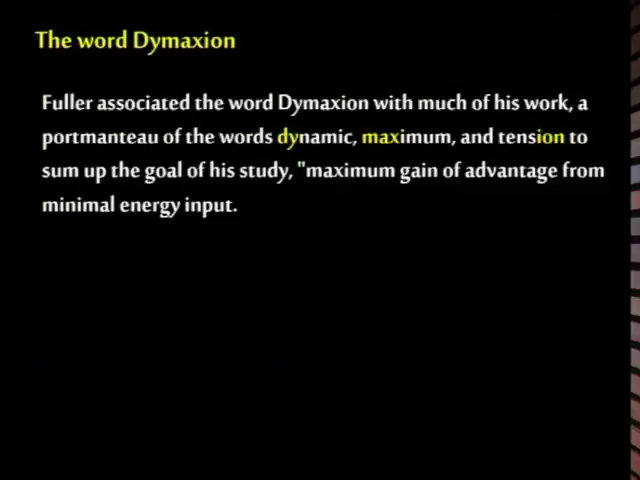 The word Dymaxion
Fuller associated the word Dymaxion with much of his work, a
portmanteau of the words dynamic, maximum, and tension to
sum up the goal of his study, "maximum gain of advantage from
minimal energy input.